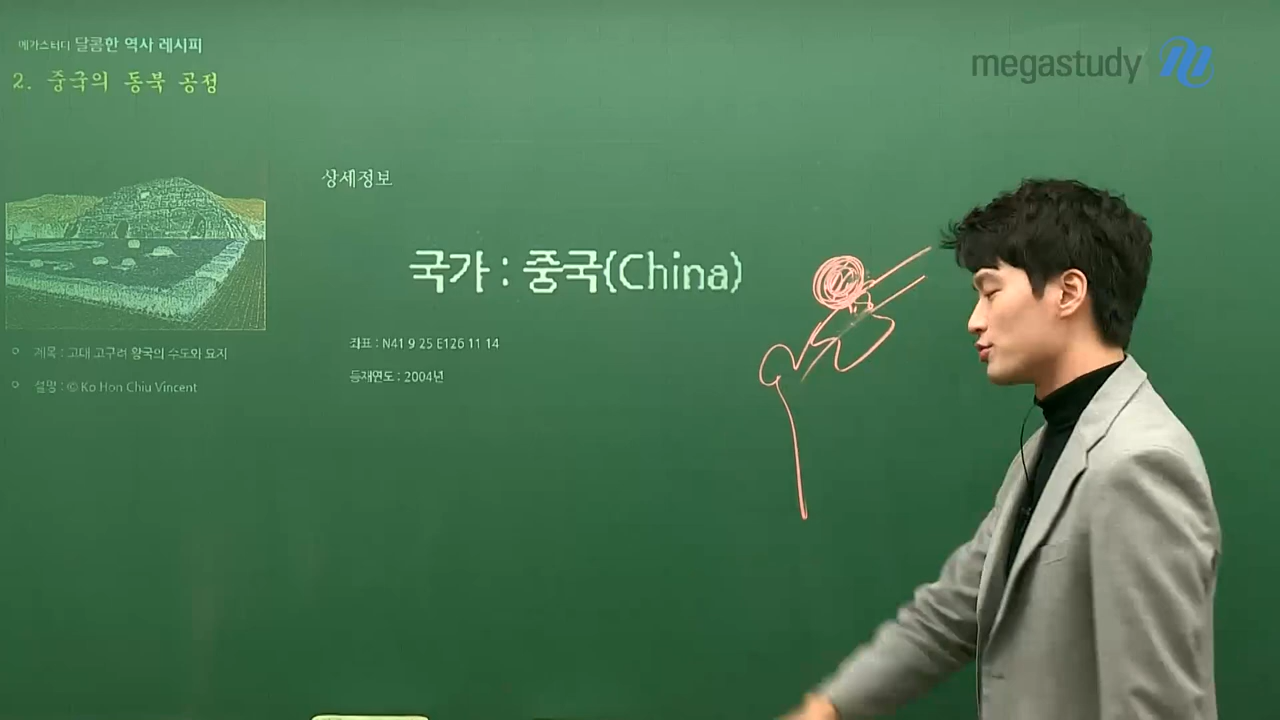 메가스터디 달콤한 역사 레시피
megastudy
2. 중국의 동북 공정
상세정보
국가 : 중국(China)
좌표 : N41 9 25 E126 11 14
등재연도 : 2004년
제목 : 고대 고구려 왕국의 수도와 묘지
설명 : © Ko Hon Chiu Vincent